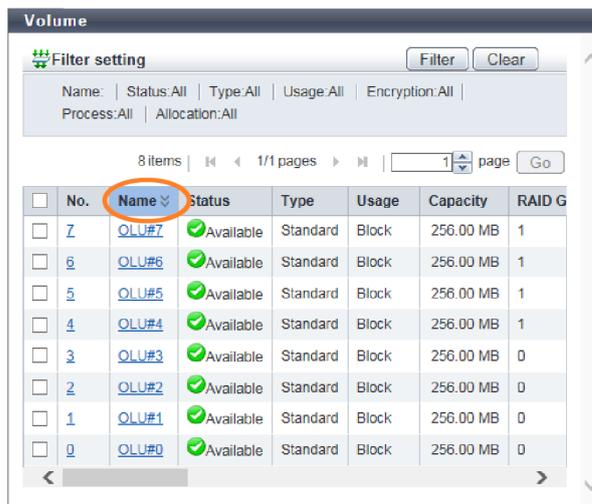 Volume
Filter setting Filter Clear
Name: | Status:All | Type:All | Usage:All | Encryption:All |
Process:All | Allocation:All
8 items | 1/1 pages | 1 page Go
No. Name Status Type Usage Capacity RAID G
7 OLU#7 Available Standard Block 256.00 MB 1
6 OLU#6 Available Standard Block 256.00 MB 1
5 OLU#5 Available Standard Block 256.00 MB 1
4 OLU#4 Available Standard Block 256.00 MB 1
3 OLU#3 Available Standard Block 256.00 MB 0
2 OLU#2 Available Standard Block 256.00 MB 0
1 OLU#1 Available Standard Block 256.00 MB 0
0 OLU#0 Available Standard Block 256.00 MB 0